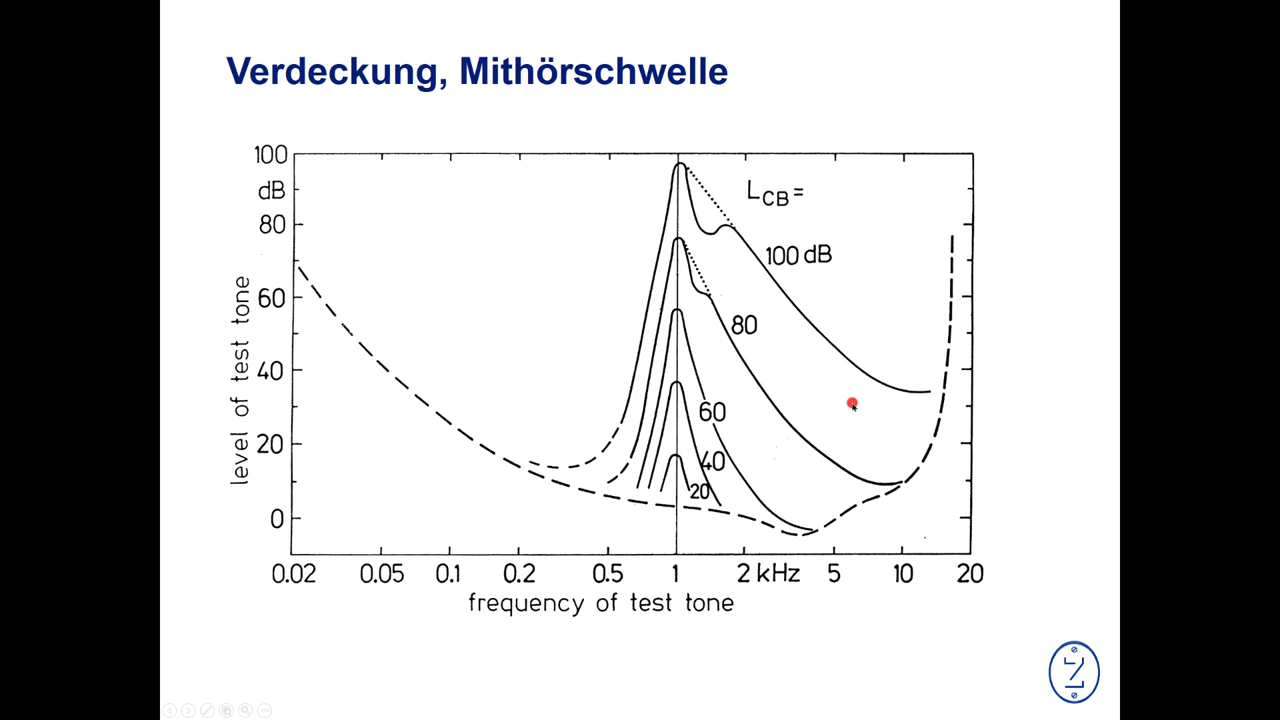 Verdeckung, Mithörschwelle
100
dB
80
60
40
20
0
level of test tone
L_CB =
100 dB
80
60
40
20
0.02 0.05 0.1 0.2 0.5 1 2 kHz 5 10 20
frequency of test tone